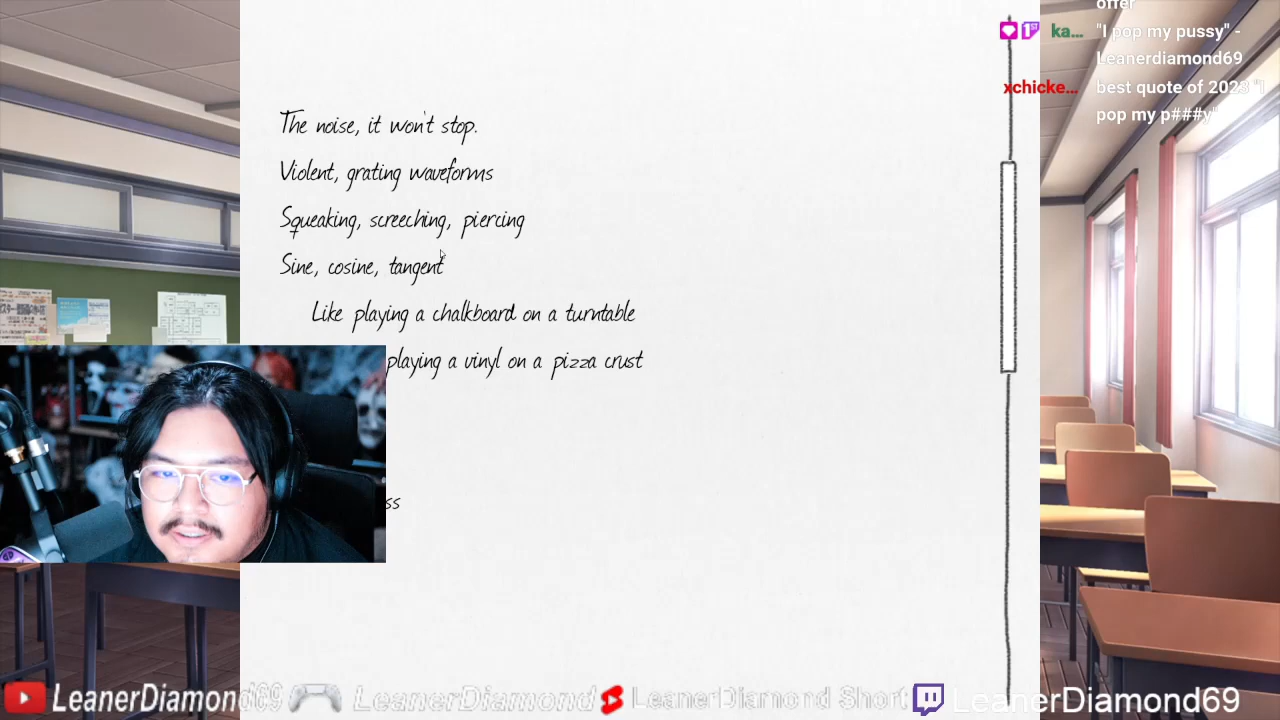 The noise, it won't stop.
Violent, grating waveforms
Squeaking, screeching, piercing
Sine, cosine, tangent
Like playing a chalkboard on a turntable
playing a vinyl on a pizza crust
ss
offer
ka... "I pop my pussy" -
Leanerdiamond69
xchicke... best quote of 2023 "I
pop my p###y"
LeanerDiamond69 LeanerDiamond LeanerDiamond Short LeanerDiamond69